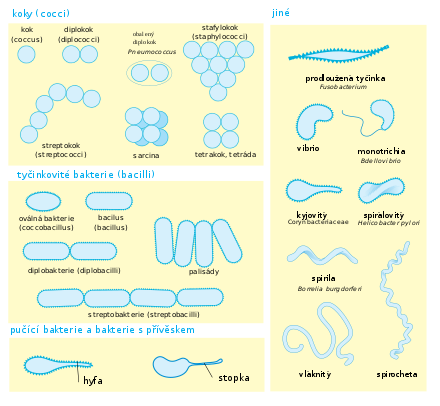 koky (cocci)
kok
(coccus)
diplokok
(diplococci)
obalený
diplokok
Pneumococcus
stafylokok
(staphylococci)
streptokok
(streptococci)
sarcina
tetrakok, tetráda
tyčinkovité bakterie (bacilli)
oválná bakterie
(coccobacillus)
bacilus
(bacillus)
diplobakterie (diplobacilli)
palisády
streptobakterie (streptobacilli)
pučící bakterie a bakterie s přívěskem
hyfa
stopka
jiné
prodloužená tyčinka
Fusobacterium
vibrio
monotrichia
Bdellovibrio
kyjovitý
Corynebacteriaceae
spirálovitý
Helicobacter pylori
spirila
Borrelia burgdorferi
vláknitý
spirocheta